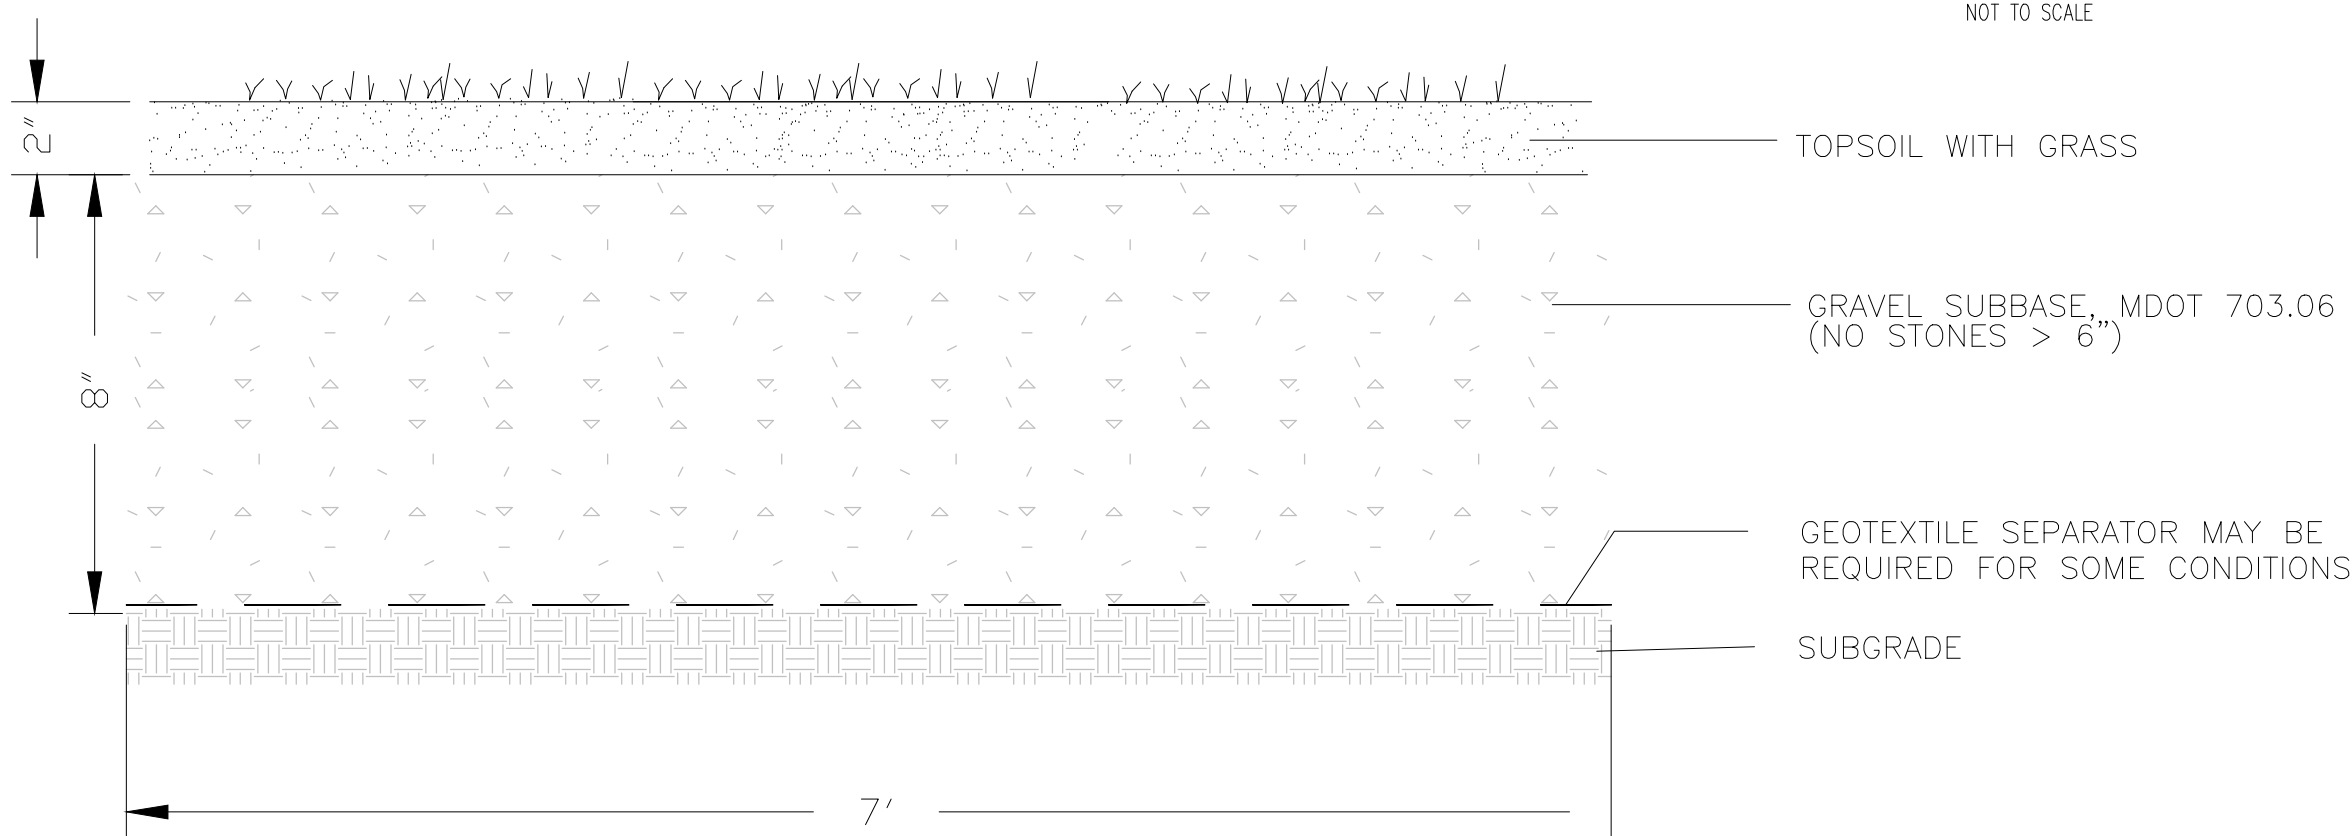 NOT TO SCALE
2"
TOPSOIL WITH GRASS
GRAVEL SUBBASE, MDOT 703.06
(NO STONES > 6")
8"
GEOTEXTILE SEPARATOR MAY BE
REQUIRED FOR SOME CONDITIONS
SUBGRADE
7'